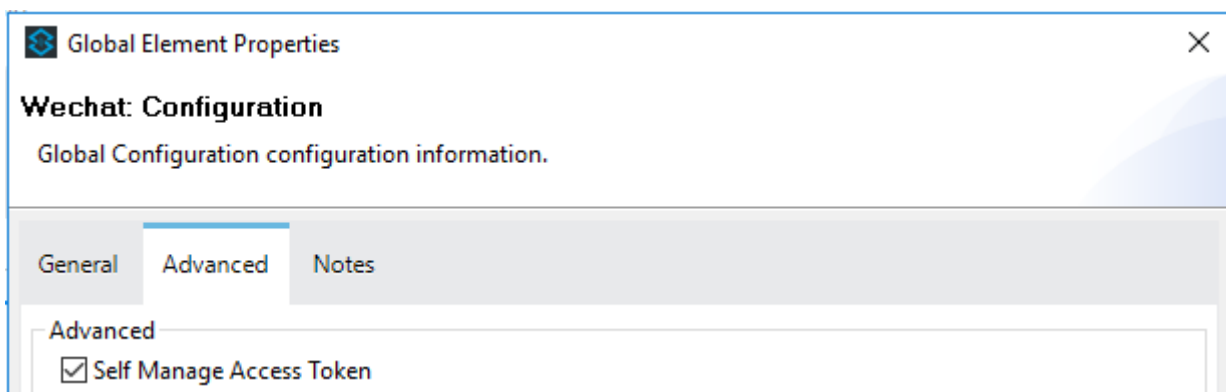 Global Element Properties
Wechat: Configuration
Global Configuration configuration information.
General Advanced Notes
Advanced
Self Manage Access Token